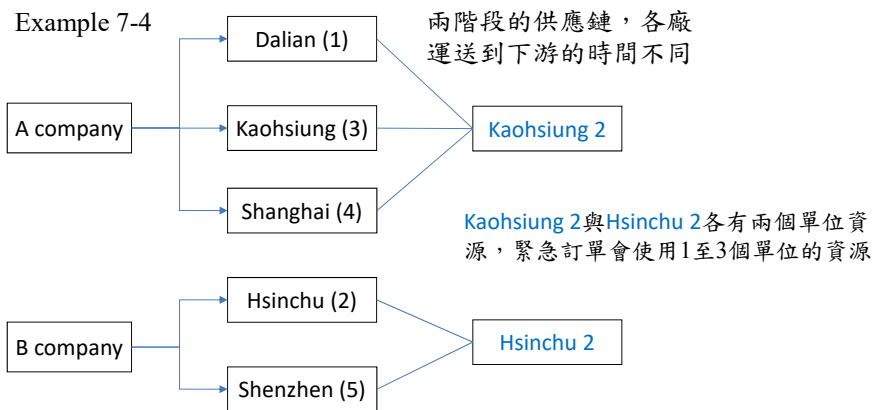 Example 7-4
兩階段的供應鏈，各廠
運送到下游的時間不同
Dalian (1)
A company
Kaohsiung (3)
Kaohsiung 2
Shanghai (4)
Kaohsiung 2與Hsinchu 2各有兩個單位資
源，緊急訂單會使用1至3個單位的資源
Hsinchu (2)
B company
Hsinchu 2
Shenzhen (5)